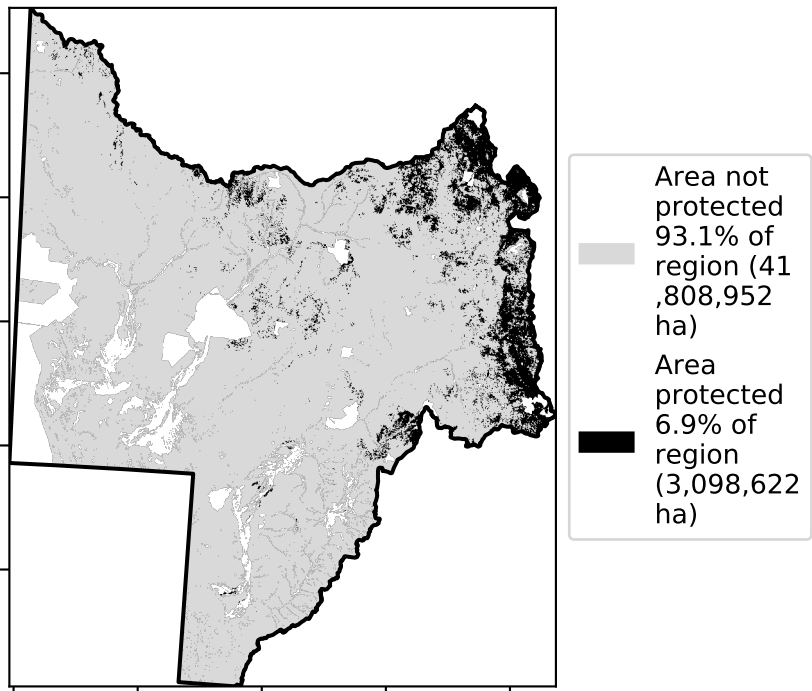 Area not
protected
93.1% of
region (41
,808,952
ha)
Area
protected
6.9% of
region
(3,098,622
ha)